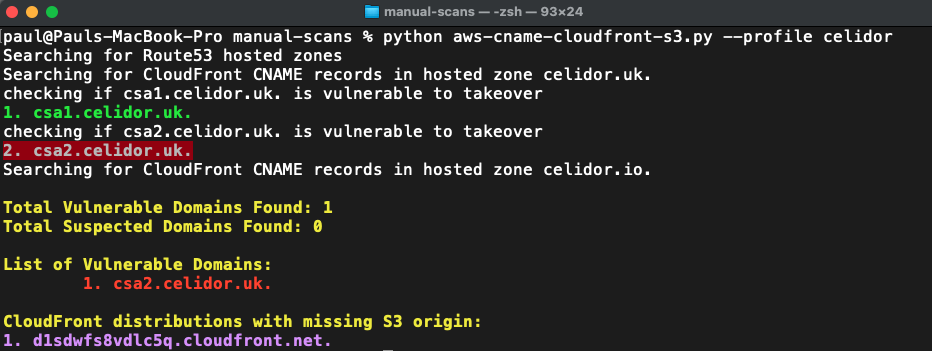 manual-scans — -zsh — 93×24
paul@Pauls-MacBook-Pro manual-scans % python aws-cname-cloudfront-s3.py --profile celidor
Searching for Route53 hosted zones
Searching for CloudFront CNAME records in hosted zone celidor.uk.
checking if csa1.celidor.uk. is vulnerable to takeover
1. csa1.celidor.uk.
checking if csa2.celidor.uk. is vulnerable to takeover
2. csa2.celidor.uk.
Searching for CloudFront CNAME records in hosted zone celidor.io.
Total Vulnerable Domains Found: 1
Total Suspected Domains Found: 0
List of Vulnerable Domains:
1. csa2.celidor.uk.
CloudFront distributions with missing S3 origin:
1. d1sdwfs8vdlc5q.cloudfront.net.